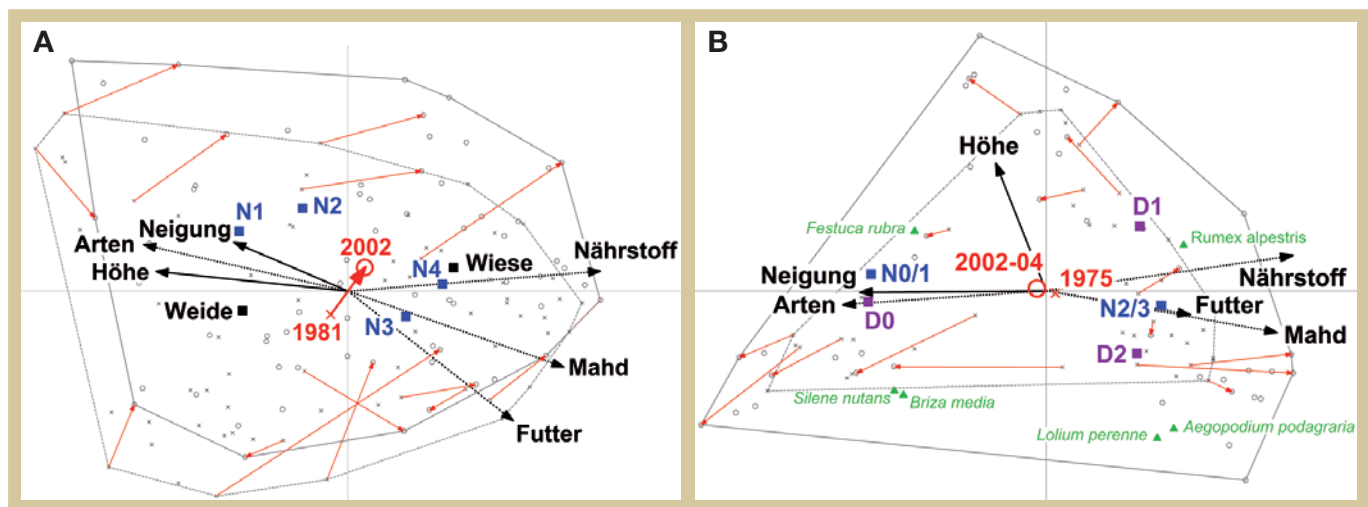 A
N1
N2
Neigung
Arten
Höhe
2002
N4
Wiese
Nährstoff
Weide
1981
N3
Mahd
Futter
B
Höhe
D1
Festuca rubra
Rumex alpestris
2002-04
1975
Nährstoff
Neigung
N0/1
Arten
D0
N2/3
Futter
Mahd
D2
Silene nutans
Briza media
Lolium perenne
Aegopodium podagraria